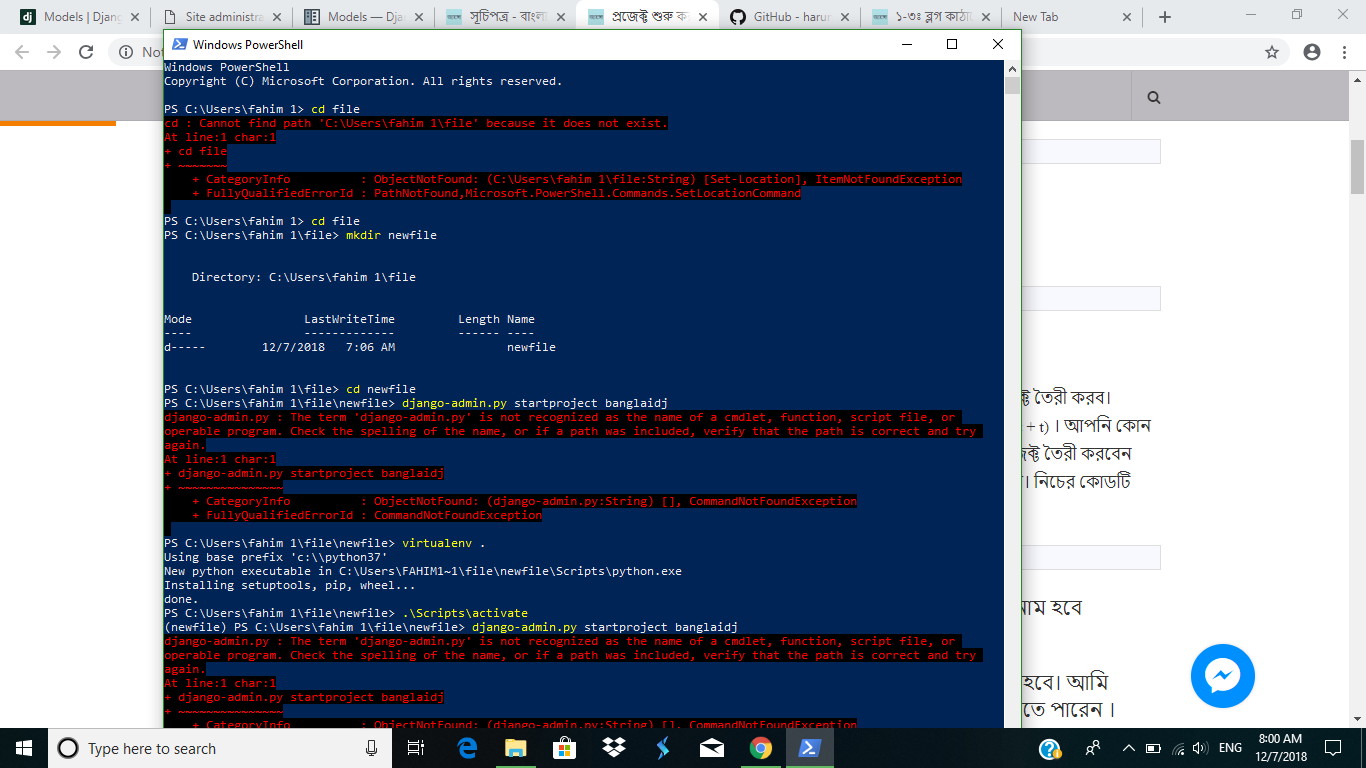 Models | Djang
Site administra
Models — Dja
সূচিপত্র - বাংলা
প্রজেক্ট শুরু ক
GitHub - harur
১-৩ঃ ব্লগ কাঠা
New Tab
Not
Windows PowerShell
Windows PowerShell
Copyright (C) Microsoft Corporation. All rights reserved.
PS C:\Users\fahim 1> cd file
cd : Cannot find path 'C:\Users\fahim 1\file' because it does not exist.
At line:1 char:1
+ cd file
+ ~~~~~~~
+ CategoryInfo : ObjectNotFound: (C:\Users\fahim 1\file:String) [Set-Location], ItemNotFoundException
+ FullyQualifiedErrorId : PathNotFound,Microsoft.PowerShell.Commands.SetLocationCommand
PS C:\Users\fahim 1> cd file
PS C:\Users\fahim 1\file> mkdir newfile
Directory: C:\Users\fahim 1\file
Mode LastWriteTime Length Name
---- ------------- ------ ----
d----- 12/7/2018 7:06 AM newfile
PS C:\Users\fahim 1\file> cd newfile
PS C:\Users\fahim 1\file\newfile> django-admin.py startproject banglaidj
django-admin.py : The term 'django-admin.py' is not recognized as the name of a cmdlet, function, script file, or
operable program. Check the spelling of the name, or if a path was included, verify that the path is correct and try
again.
At line:1 char:1
+ django-admin.py startproject banglaidj
+ ~~~~~~~~~~~~~~~
+ CategoryInfo : ObjectNotFound: (django-admin.py:String) [], CommandNotFoundException
+ FullyQualifiedErrorId : CommandNotFoundException
PS C:\Users\fahim 1\file\newfile> virtualenv .
Using base prefix 'c:\\python37'
New python executable in C:\Users\FAHIM1~1\file\newfile\Scripts\python.exe
Installing setuptools, pip, wheel...
done.
PS C:\Users\fahim 1\file\newfile> .\Scripts\activate
(newfile) PS C:\Users\fahim 1\file\newfile> django-admin.py startproject banglaidj
django-admin.py : The term 'django-admin.py' is not recognized as the name of a cmdlet, function, script file, or
operable program. Check the spelling of the name, or if a path was included, verify that the path is correct and try
again.
At line:1 char:1
+ django-admin.py startproject banglaidj
+ ~~~~~~~~~~~~~~~
+ CategoryInfo : ObjectNotFound: (django-admin.py:String) [], CommandNotFoundException
তৈরী করব।
+ t) । আপনি কোন
তৈরী করবেন
। নিচের কোডটি
নাম হবে
হবে। আমি
তে পারেন ।
Type here to search
ENG
8:00 AM
12/7/2018